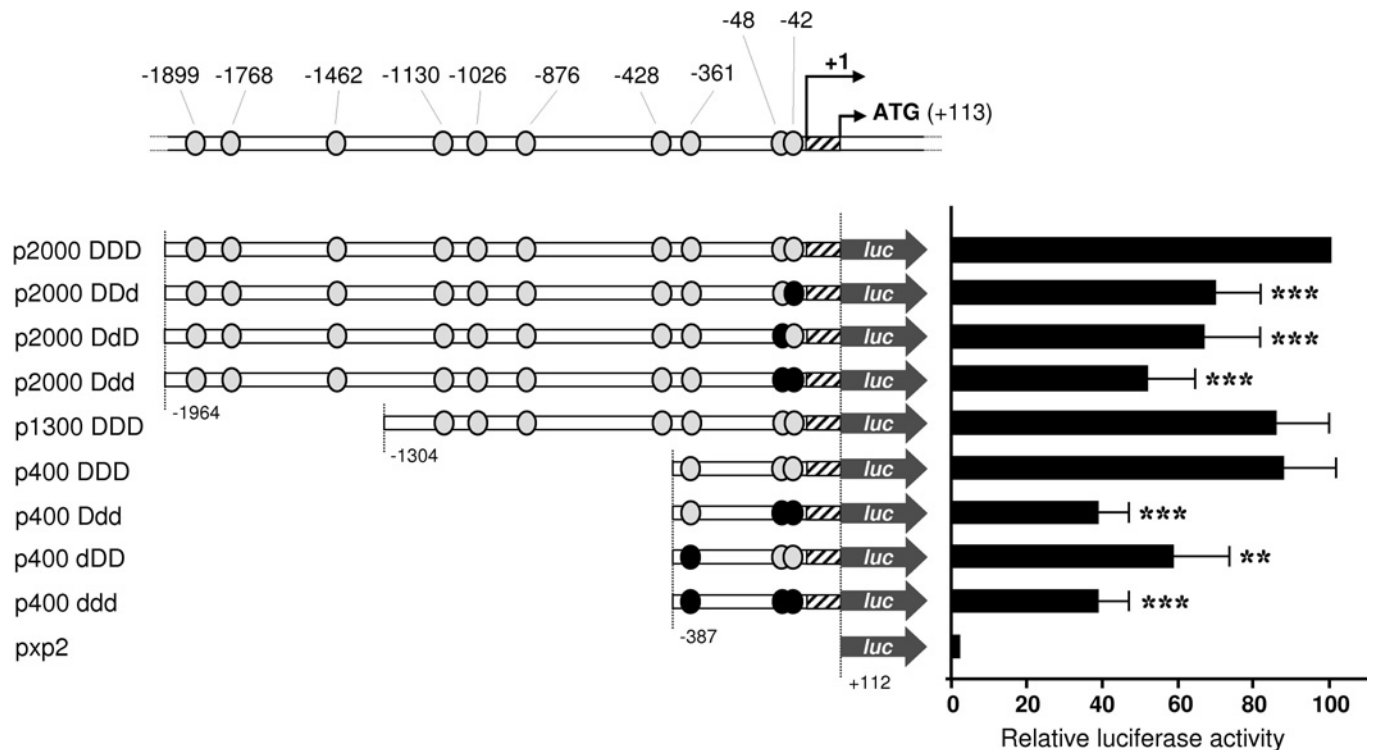 -48 -42
-1899 -1768 -1462 -1130 -1026 -876 -428 -361 +1
ATG (+113)
p2000 DDD luc
p2000 DDd luc ***
p2000 DdD luc ***
p2000 Ddd luc ***
-1964
p1300 DDD luc
-1304
p400 DDD luc
p400 Ddd luc ***
p400 dDD luc **
p400 ddd luc ***
-387
pxp2 luc
+112
0 20 40 60 80 100
Relative luciferase activity